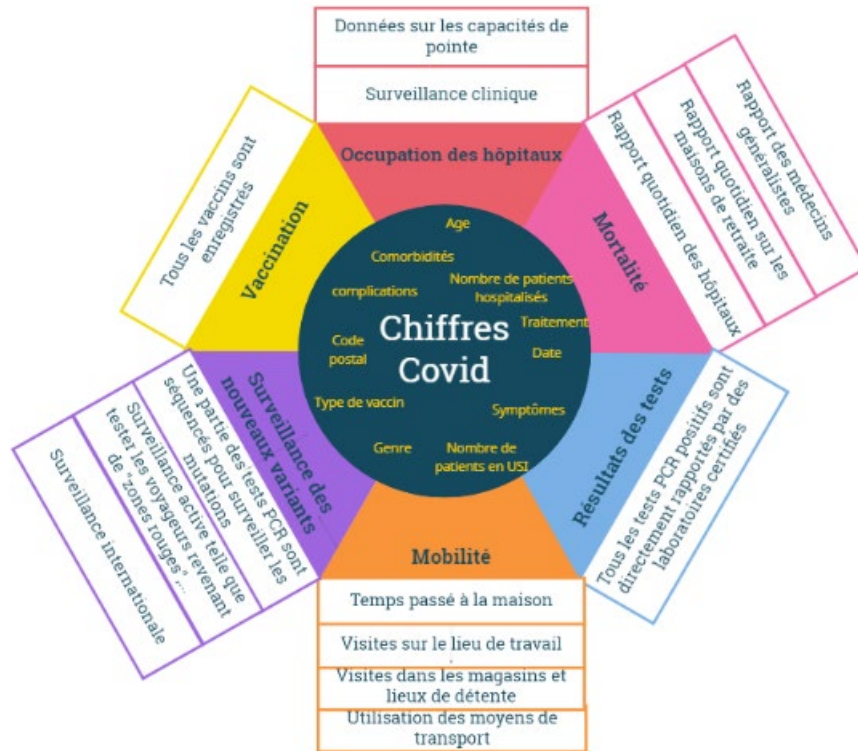 Données sur les capacités de
pointe
Surveillance clinique
Occupation des hôpitaux
Rapport des médecins
généralistes
Rapport quotidien sur les
maisons de retraite
Rapport quotidien des hôpitaux
Mortalité
Tous les vaccins sont
enregistrés
Vaccination
Age
Comorbidités
Nombre de patients
hospitalisés
complications
Traitement
Chiffres
Covid
Code
postal
Date
Type de vaccin
Symptômes
Genre
Nombre de
patients en USI
Surveillance des
nouveaux variants
Une partie des tests PCR sont
séquencés pour surveiller les
mutations
Surveillance active telle que
tester les voyageurs revenant
de "zones rouges",...
Surveillance internationale
Résultats des tests
Tous les tests PCR positifs sont
directement rapportés par des
laboratoires certifiés
Mobilité
Temps passé à la maison
Visites sur le lieu de travail
Visites dans les magasins et
lieux de détente
Utilisation des moyens de
transport